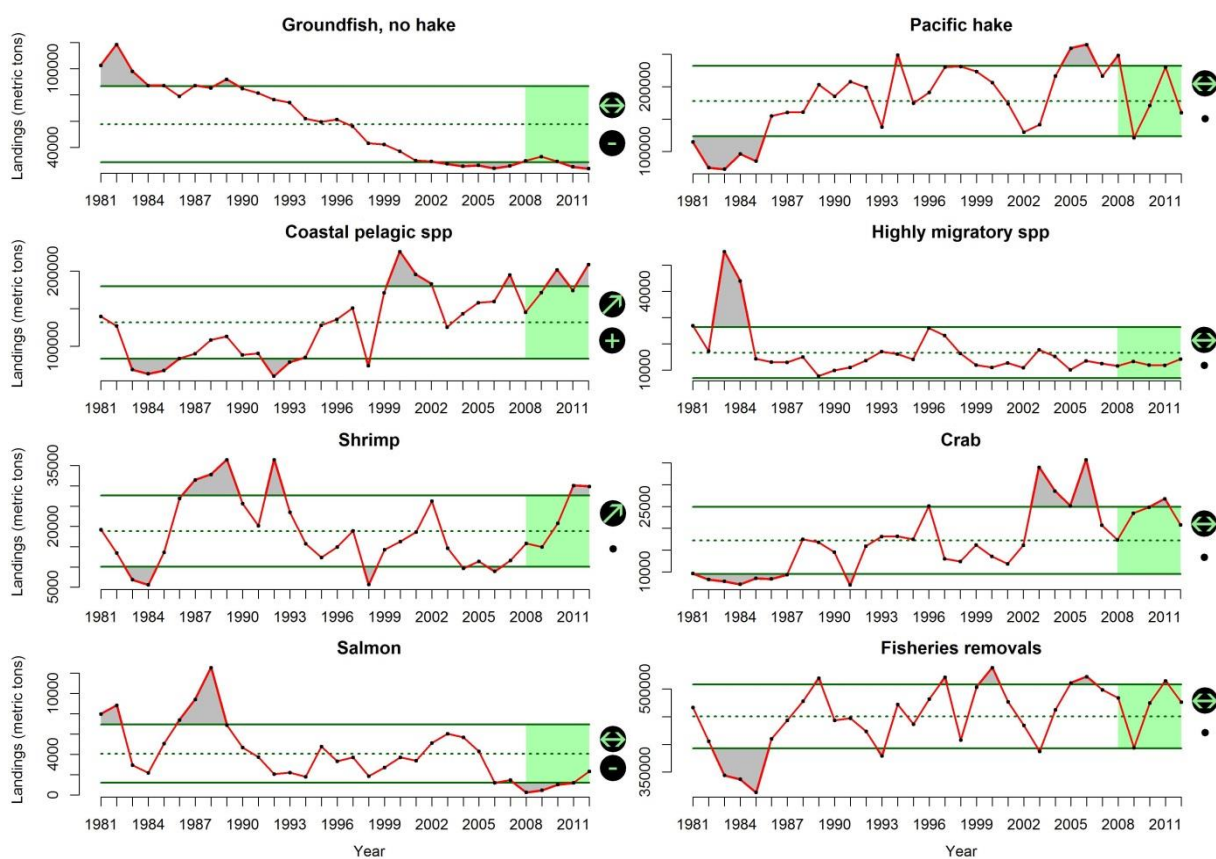 Groundfish, no hake
Landings (metric tons)
100000
40000
1981 1984 1987 1990 1993 1996 1999 2002 2005 2008 2011
Pacific hake
200000
100000
1981 1984 1987 1990 1993 1996 1999 2002 2005 2008 2011
Coastal pelagic spp
Landings (metric tons)
200000
100000
1981 1984 1987 1990 1993 1996 1999 2002 2005 2008 2011
Highly migratory spp
40000
10000
1981 1984 1987 1990 1993 1996 1999 2002 2005 2008 2011
Shrimp
Landings (metric tons)
35000
20000
5000
1981 1984 1987 1990 1993 1996 1999 2002 2005 2008 2011
Crab
25000
10000
1981 1984 1987 1990 1993 1996 1999 2002 2005 2008 2011
Salmon
Landings (metric tons)
10000
4000
0
1981 1984 1987 1990 1993 1996 1999 2002 2005 2008 2011
Year
Fisheries removals
500000
350000
1981 1984 1987 1990 1993 1996 1999 2002 2005 2008 2011
Year